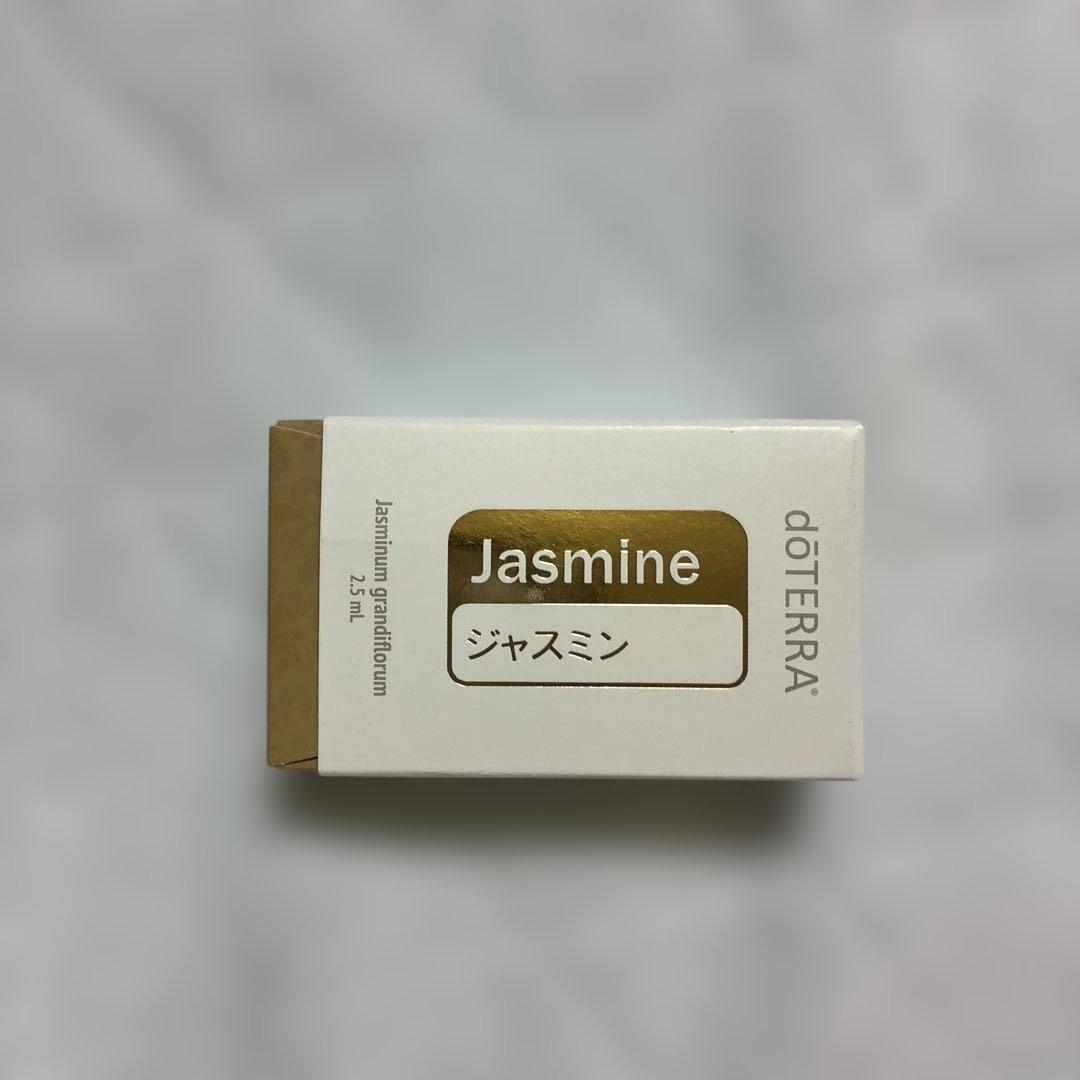 dōTERRA®
Jasmine
ジャスミン
Jasminum grandiflorum
2.5 mL